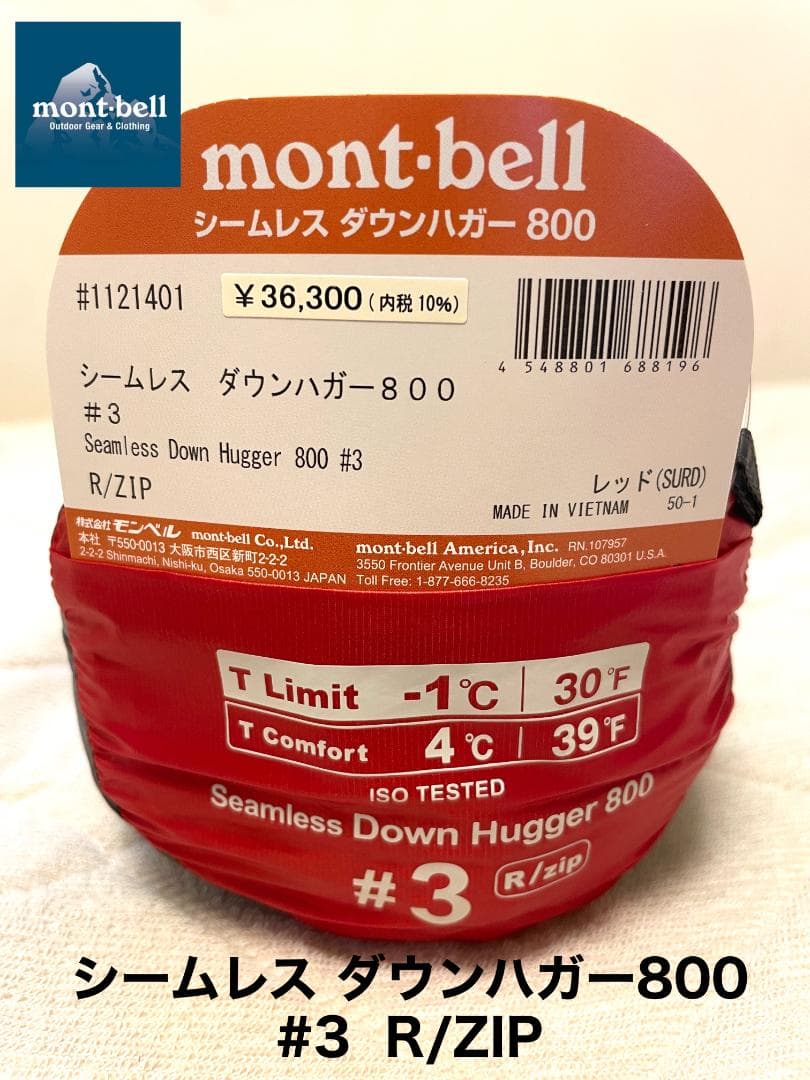 mont-bell
Outdoor Gear & Clothing
mont-bell
シームレス ダウンハガー 800
#1121401
￥36,300(内税10%)
4 548801 688196
シームレス ダウンハガー８００
＃３
Seamless Down Hugger 800 #3
R/ZIP
レッド(SURD)
MADE IN VIETNAM 50-1
株式会社モンベル mont-bell Co.,Ltd.
本社 〒550-0013 大阪市西区新町2-2-2
2-2-2 Shinmachi, Nishi-ku, Osaka 550-0013 JAPAN
mont-bell America, Inc. RN.107957
3550 Frontier Avenue Unit B, Boulder, CO 80301 U.S.A.
Toll Free: 1-877-666-8235
T Limit -1℃ | 30°F
T Comfort 4℃ | 39°F
ISO TESTED
Seamless Down Hugger 800
#3 R/zip
シームレス ダウンハガー800
#3 R/ZIP